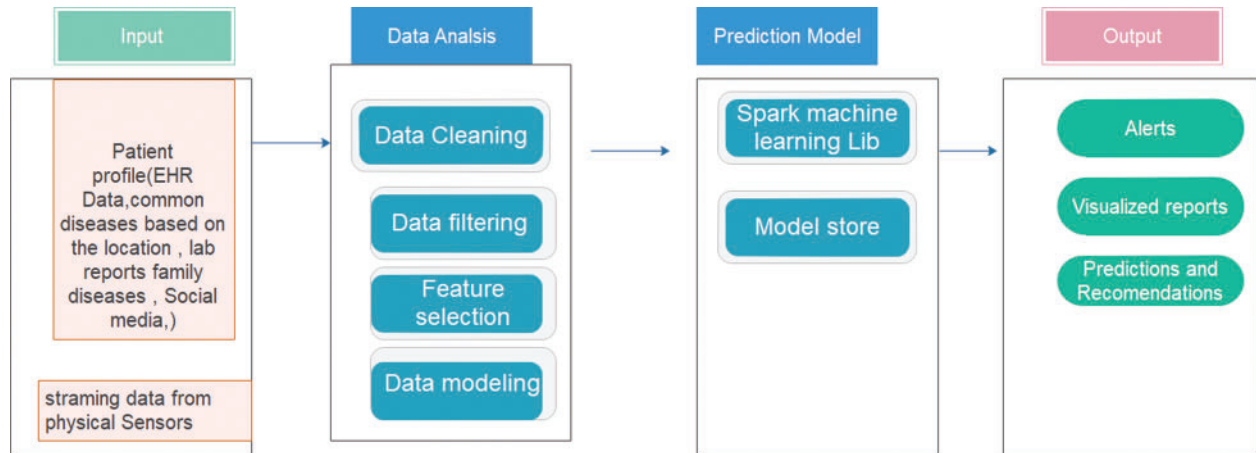 Input
Data Analsis
Prediction Model
Output
Patient
profile(EHR
Data,common
diseases based on
the location , lab
reports family
diseases , Social
media,)
straming data from
physical Sensors
Data Cleaning
Data filtering
Feature
selection
Data modeling
Spark machine
learning Lib
Model store
Alerts
Visualized reports
Predictions and
Recomendations